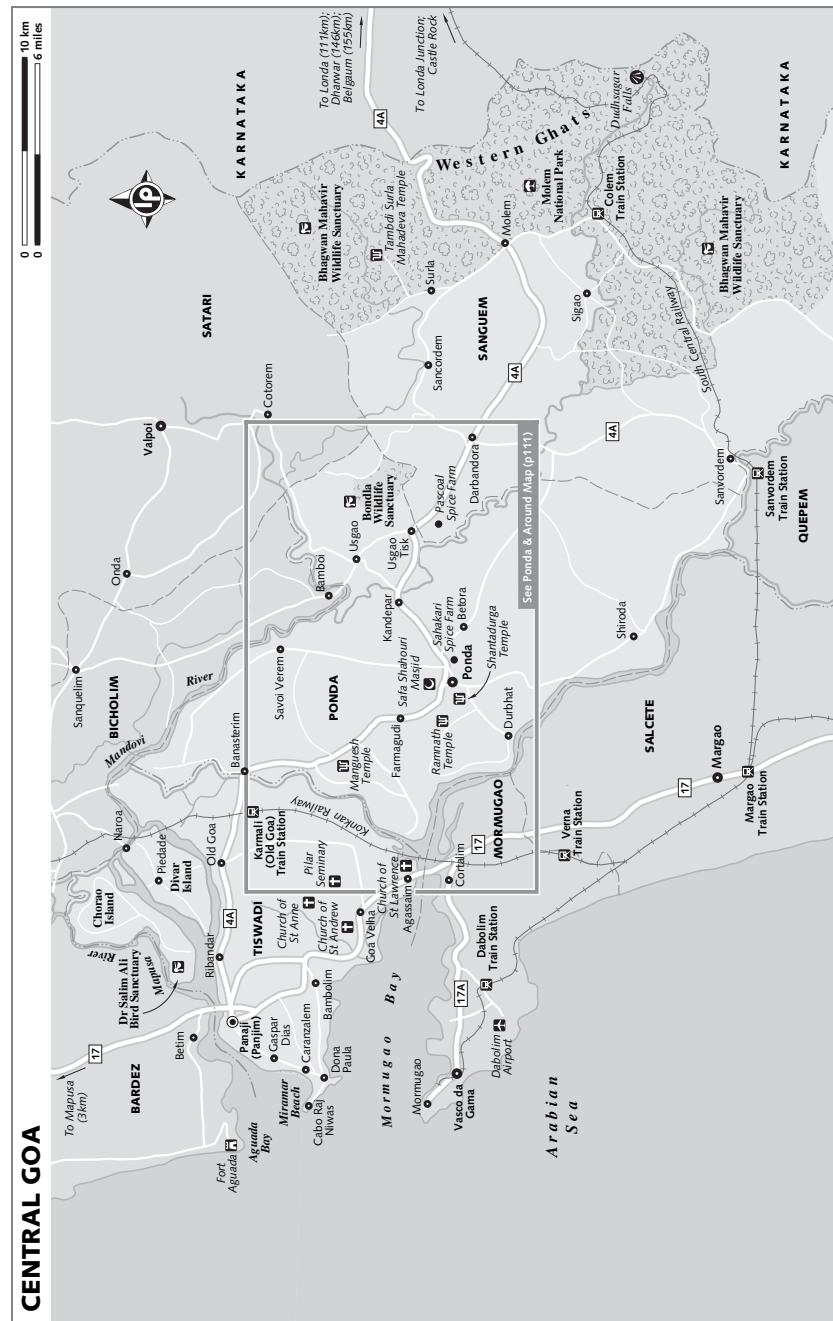 CENTRAL GOA
0
10 km
0
6 miles
To Mapusa
(3km)
17
BARDEZ
Betim
Fort
Aguada
Aguada
Bay
Miramar
Beach
Cabo Raj
Niwas
Dona
Paula
Caranzalem
Gaspar
Dias
Panaji
(Panjim)
Bambolim
Ribandar
Dr Salim Ali
Bird Sanctuary
Mapusa
River
Chorao
Island
Naroa
Piedade
Divar
Island
Old Goa
4A
TISWADI
Karmali
(Old Goa)
Train Station
Pilar
Seminary
Church of
St Anne
Church of
St Andrew
Goa Velha
Church of
St Lawrence
Agassaim
Konkan Railway
Mormugao Bay
Mormugao
Vasco da
Gama
17A
Dabolim
Airport
Dabolim
Train Station
Arabian
Sea
Cortalim
17
MORMUGAO
Verna
Train Station
SALCETE
17
Margao
Margao
Train Station
Sanquelim
BICHOLIM
Mandovi
River
Onda
Valpoi
SATARI
Cotorem
Banasterim
Savoi Verem
Bamboi
Usgao
PONDA
Manguesh
Temple
Farmagudi
Safa Shahouri
Masjid
Kandepar
Usgao
Tisk
Bondla
Wildlife
Sanctuary
Pascoal
Spice Farm
Darbandora
Sahakari
Spice Farm
Betora
Ponda
Shantadurga
Temple
Ramnath
Temple
Durbhat
See Ponda & Around Map (p111)
Shiroda
Sanvordem
Sanvordem
Train Station
QUEPEM
4A
4A
SANGUEM
Sancordem
Surla
Sigao
South Central Railway
Molem
Colem
Train Station
Molem
National Park
Tambdi Surla
Mahadeva Temple
Bhagwan Mahavir
Wildlife Sanctuary
Bhagwan Mahavir
Wildlife Sanctuary
Western Ghats
Dudhsagar
Falls
4A
To Londa (111km);
Dharwar (146km);
Belgaum (155km)
To Londa Junction;
Castle Rock
KARNATAKA
KARNATAKA
lp